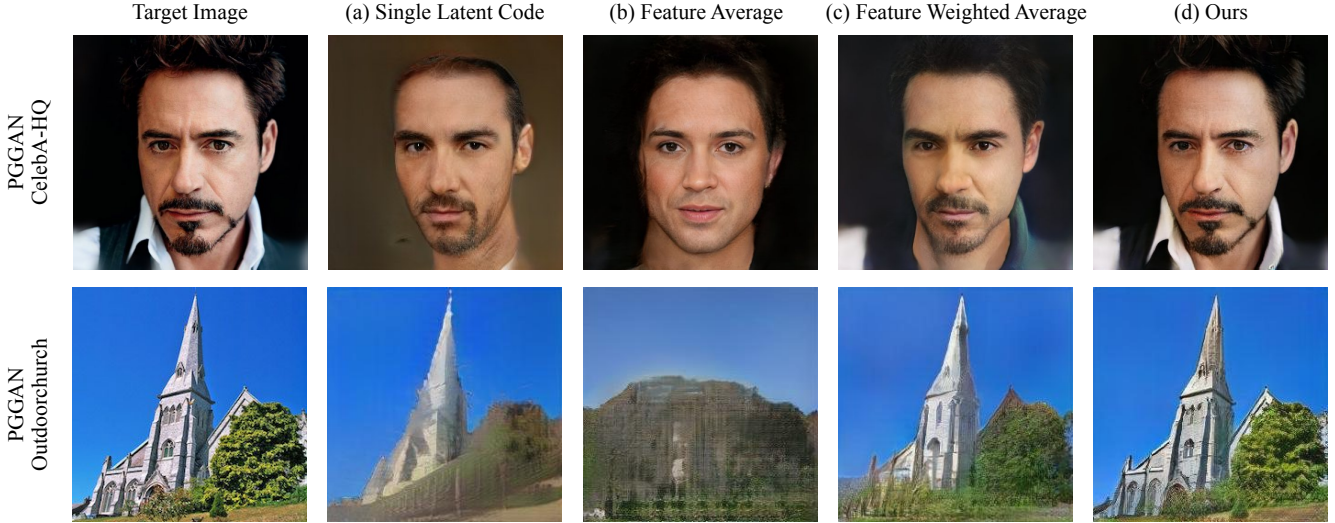 Target Image
(a) Single Latent Code
(b) Feature Average
(c) Feature Weighted Average
(d) Ours
PGGAN
CelebA-HQ
PGGAN
Outdoorchurch